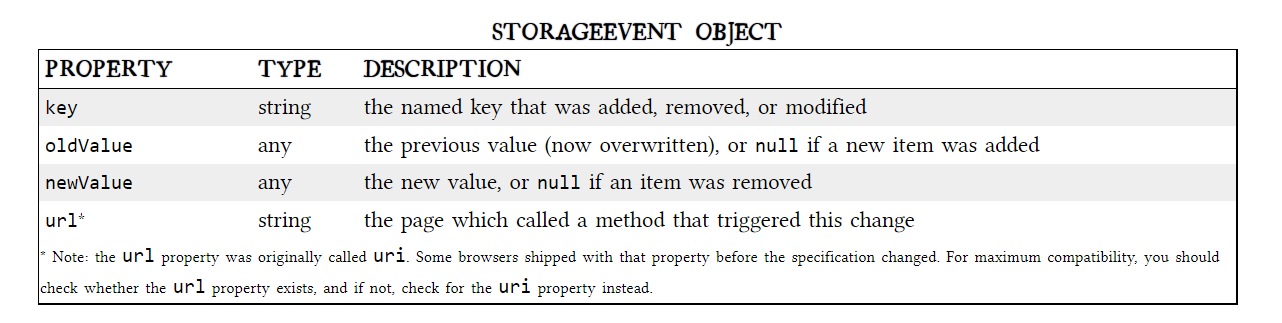 STORAGEEVENT OBJECT
PROPERTY TYPE DESCRIPTION
key string the named key that was added, removed, or modified
oldValue any the previous value (now overwritten), or null if a new item was added
newValue any the new value, or null if an item was removed
url* string the page which called a method that triggered this change
* Note: the url property was originally called uri. Some browsers shipped with that property before the specification changed. For maximum compatibility, you should
check whether the url property exists, and if not, check for the uri property instead.